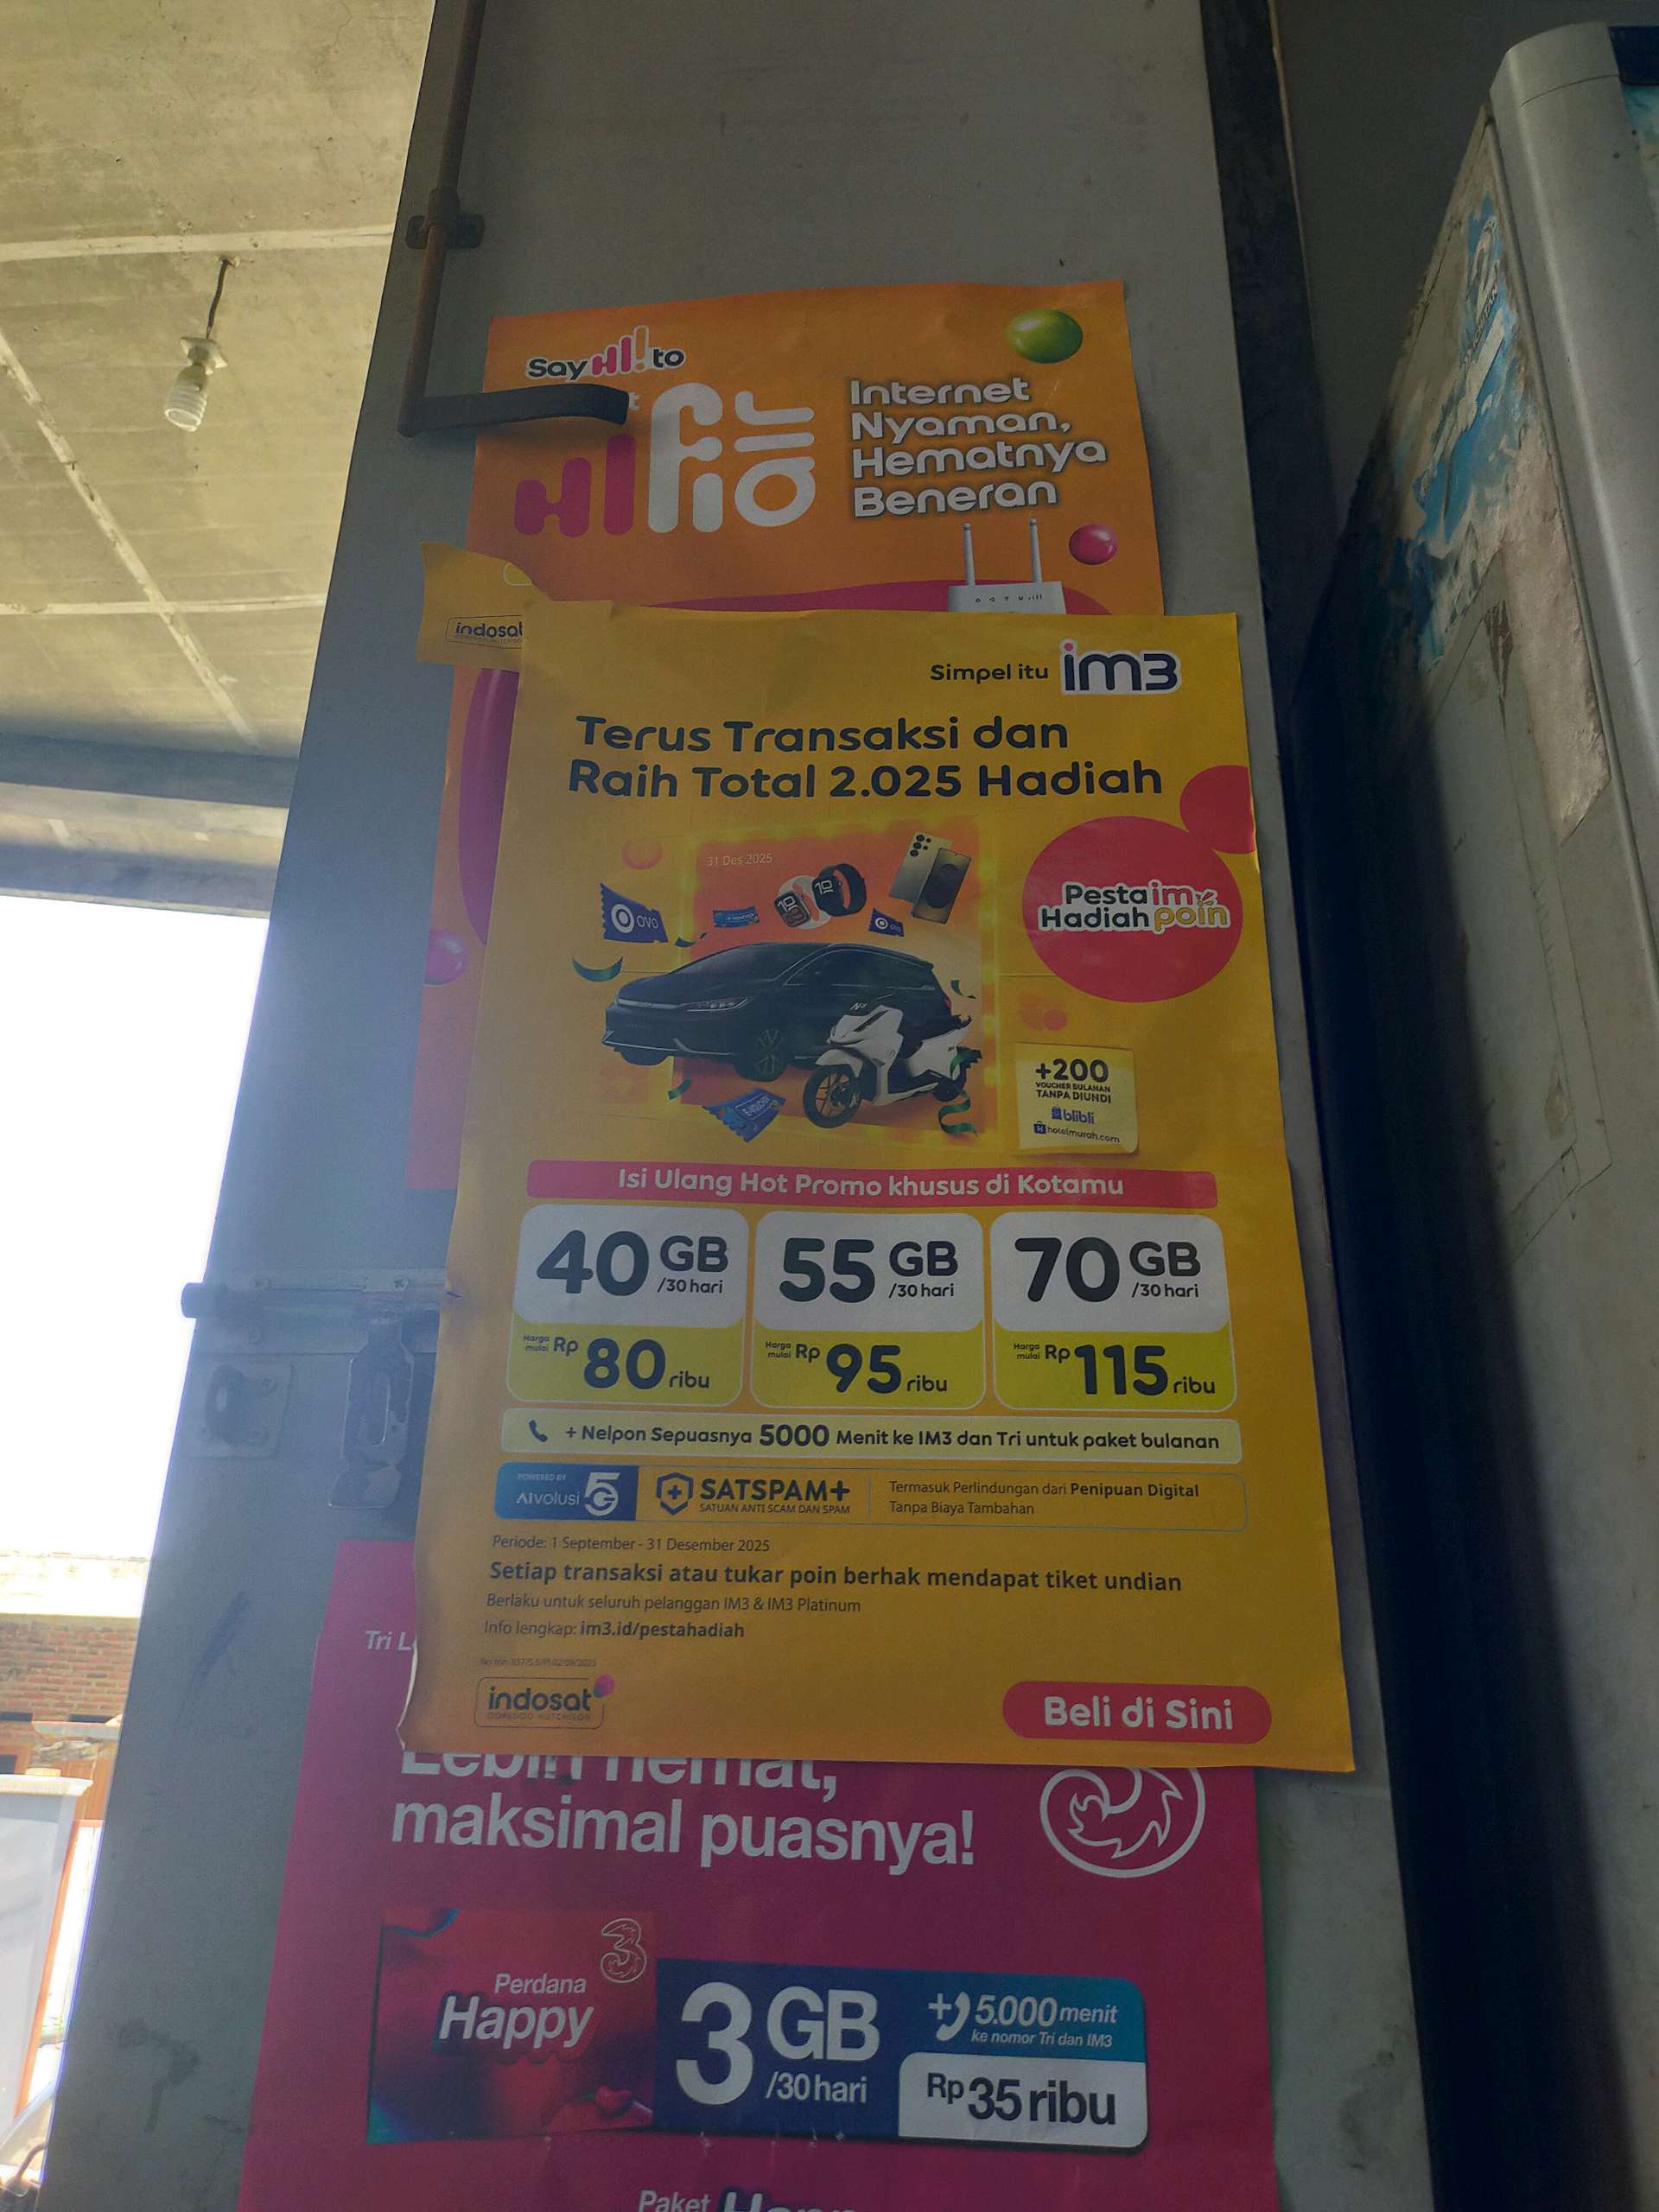 Say HI! to
HIfi air
Internet
Nyaman,
Hematnya
Beneran
indosat
Simpel itu im3
Terus Transaksi dan
Raih Total 2.025 Hadiah
31 Des 2025
OVO
Pesta im
Hadiah poin
+200
VOUCHER BULANAN
TANPA DIUNDI
blibli
hotelmurah.com
Isi Ulang Hot Promo khusus di Kotamu
40 GB /30 hari
Harga mulai Rp 80 ribu
55 GB /30 hari
Harga mulai Rp 95 ribu
70 GB /30 hari
Harga mulai Rp 115 ribu
+ Nelpon Sepuasnya 5000 Menit ke IM3 dan Tri untuk paket bulanan
POWERED BY
AIvolusi 5G
SATSPAM+
SATUAN ANTI SCAM DAN SPAM
Termasuk Perlindungan dari Penipuan Digital
Tanpa Biaya Tambahan
Periode: 1 September - 31 Desember 2025
Setiap transaksi atau tukar poin berhak mendapat tiket undian
Berlaku untuk seluruh pelanggan IM3 & IM3 Platinum
Info lengkap: im3.id/pestahadiah
indosat
OOREDOO HUTCHISON
Beli di Sini
Tri L
Lebih hemat,
maksimal puasnya!
Perdana
Happy
3
3 GB
/30 hari
+ 5.000 menit
ke nomor Tri dan IM3
Rp 35 ribu
Paket